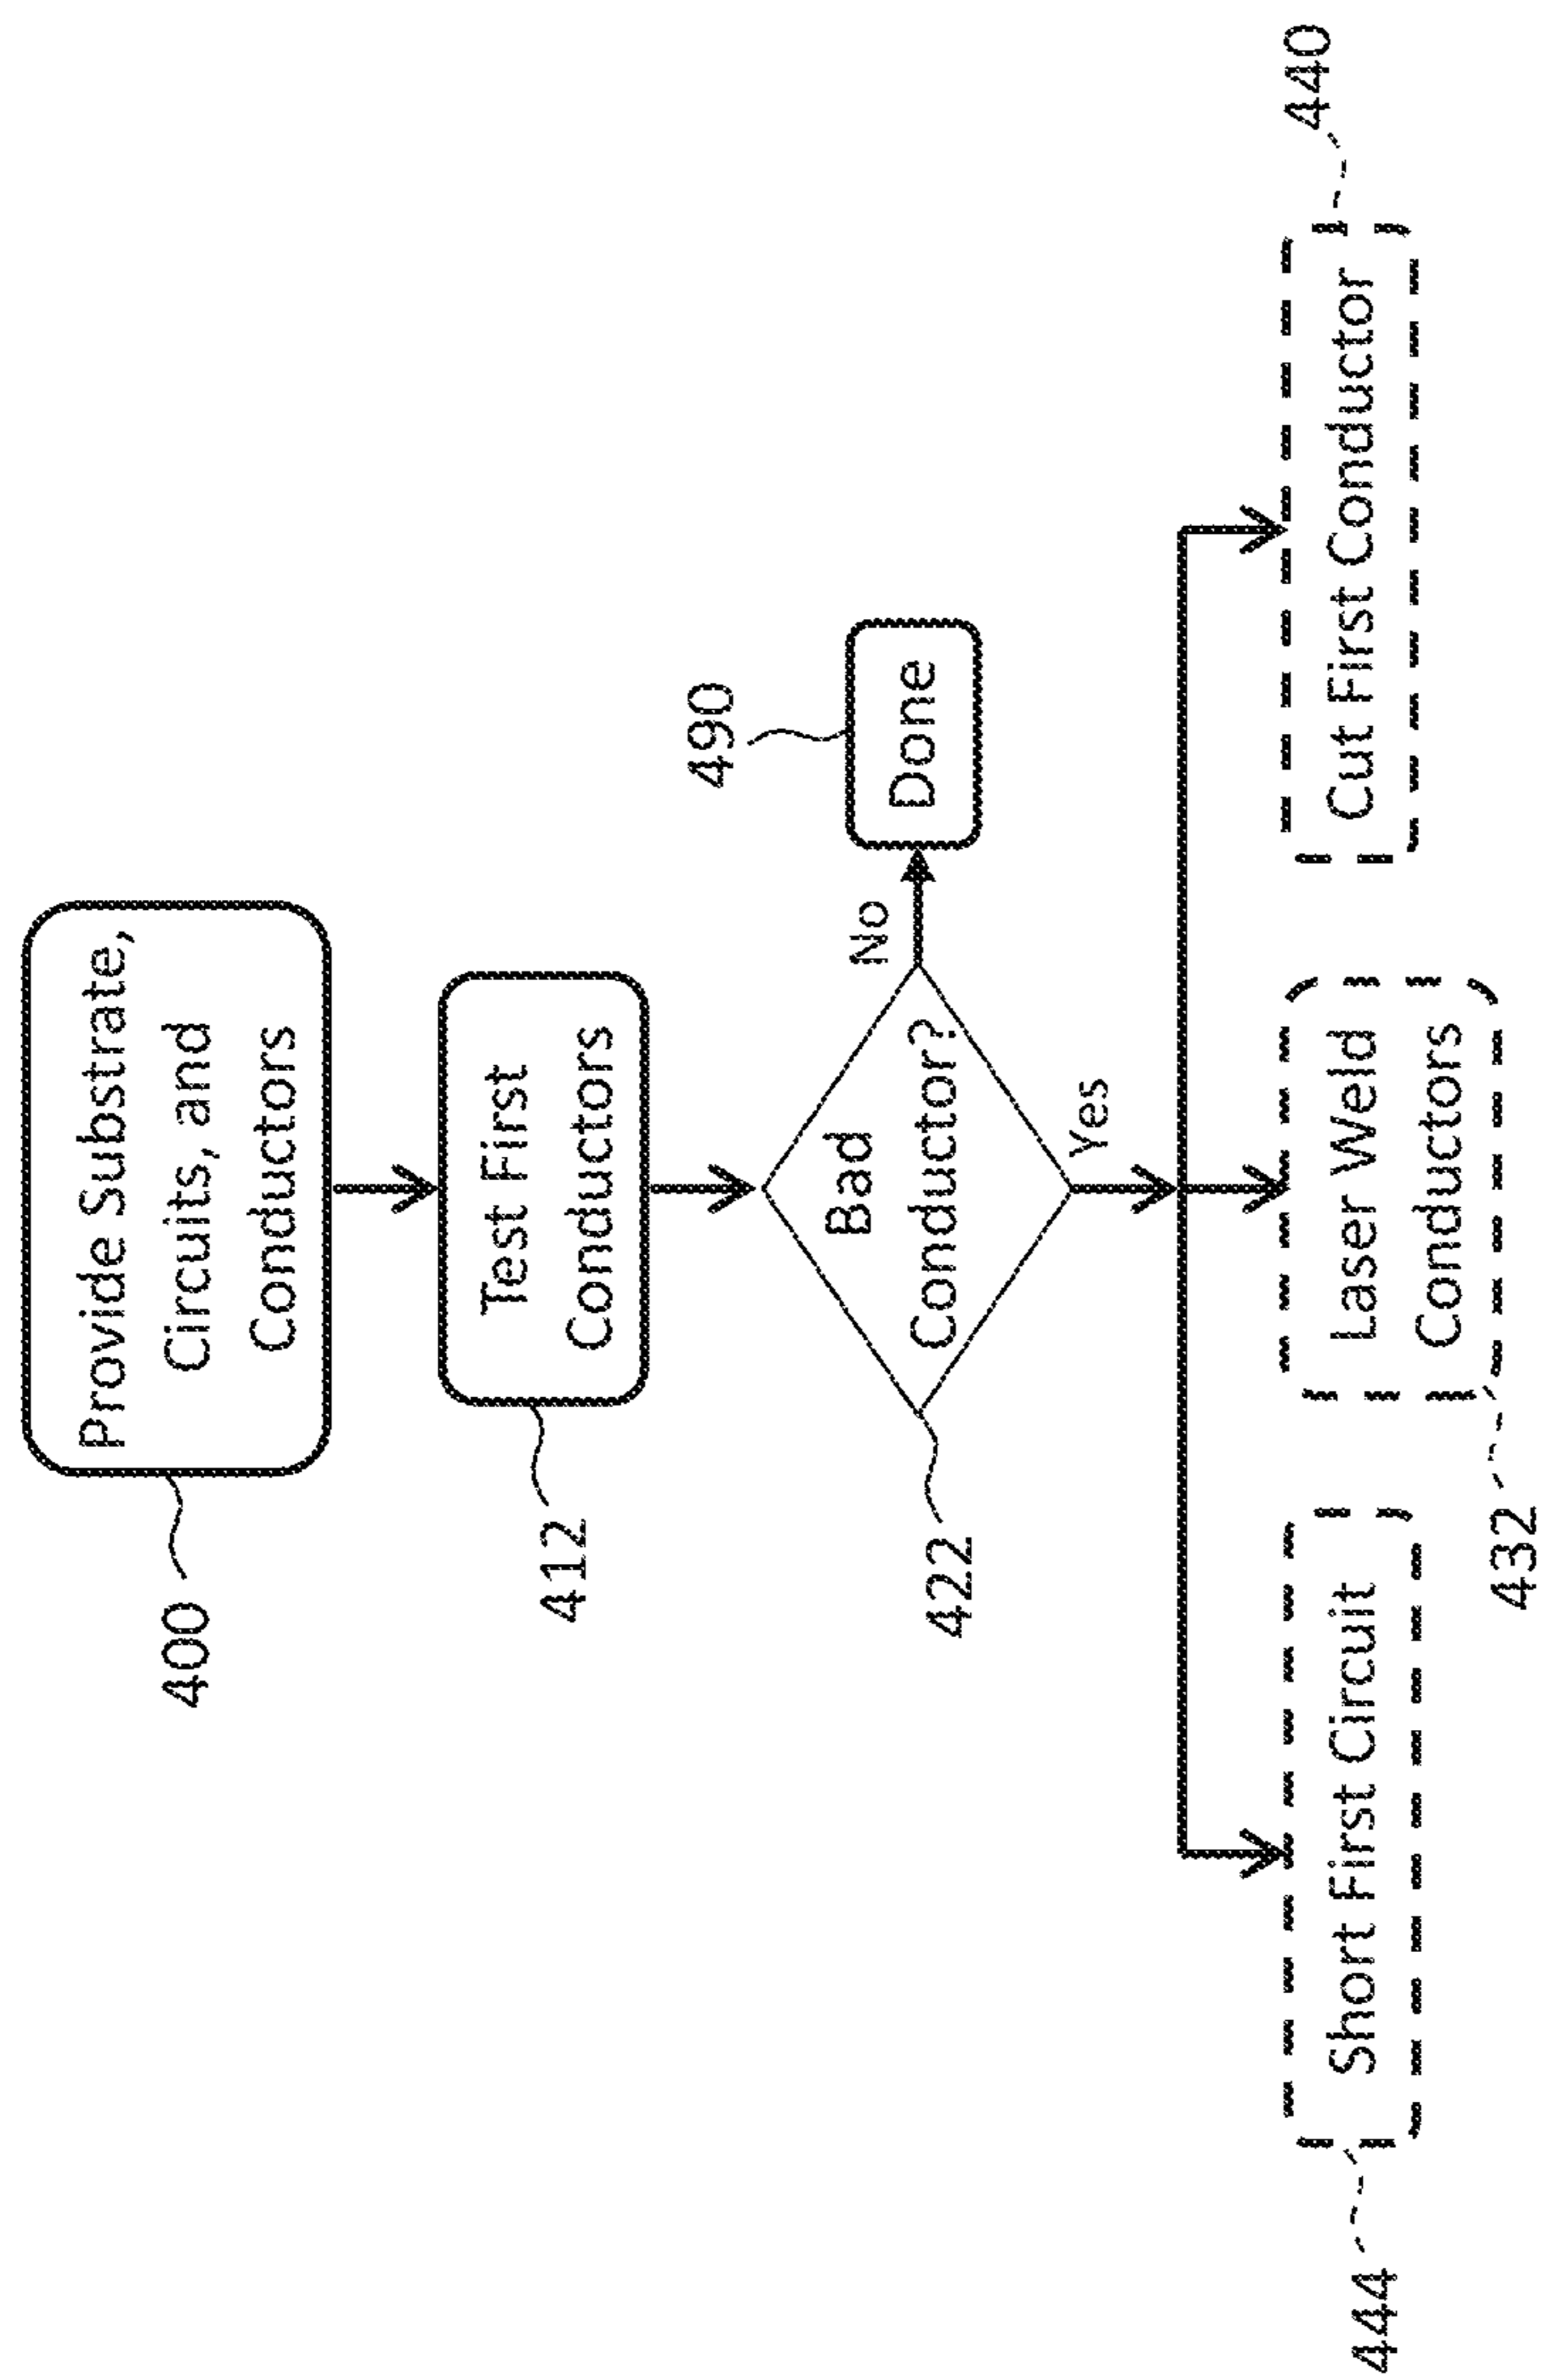 400
Provide Substrate,
Circuits, and
Conductors
412
Test First
Conductors
422
Bad
Conductor?
No
490
Done
Yes
444
Short First Circuit
432
Laser Weld
Conductors
440
Cut First Conductor